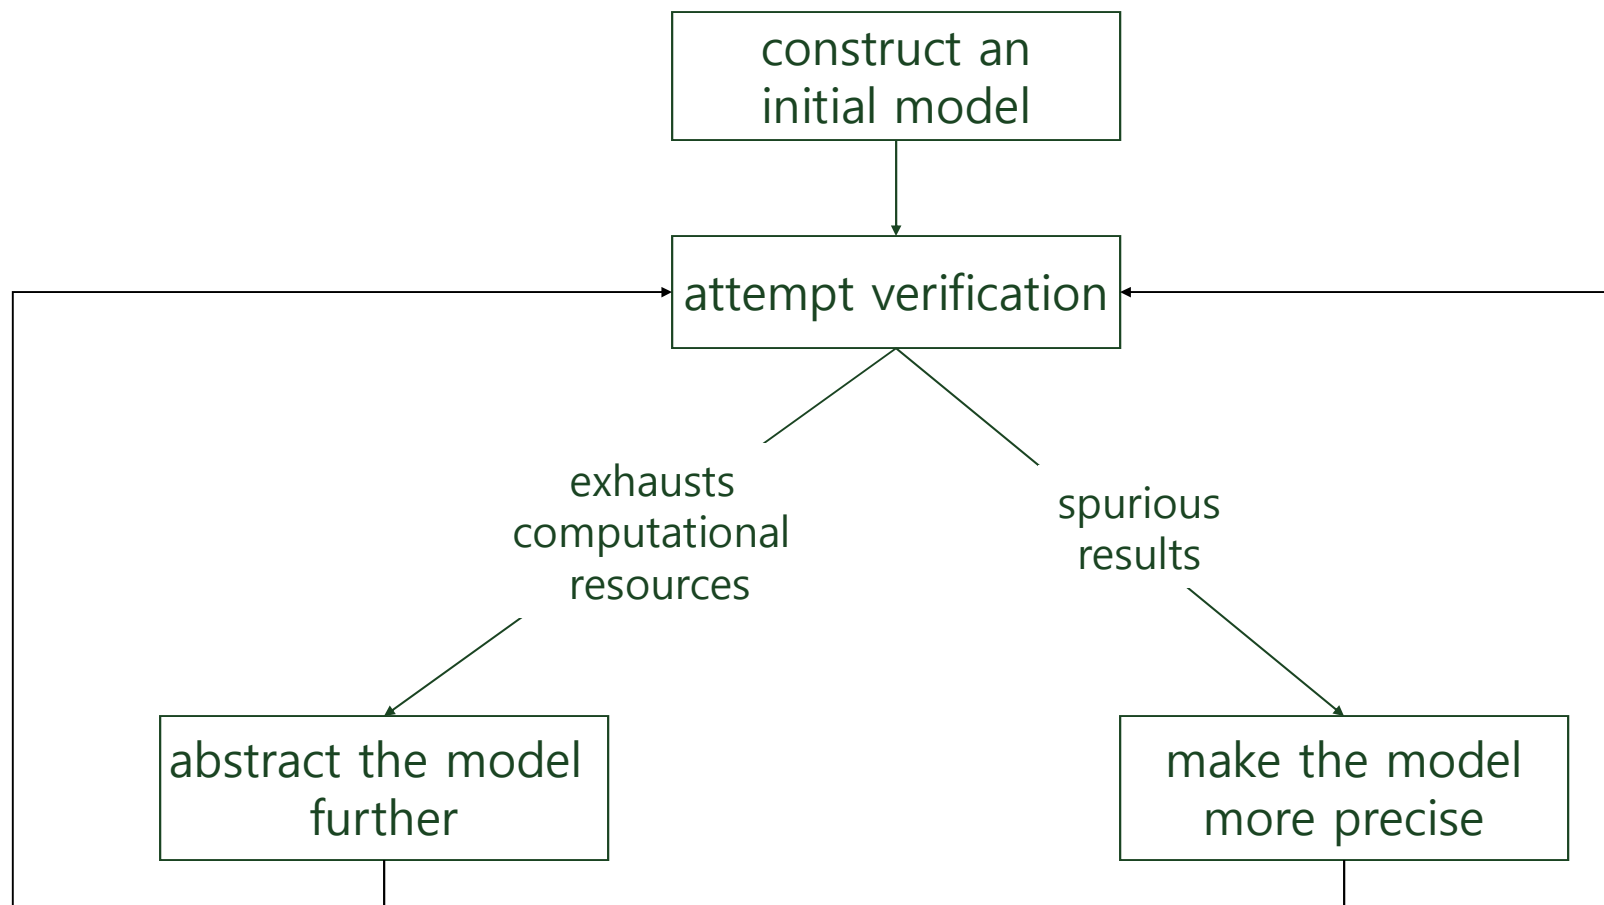 construct an
initial model
attempt verification
exhausts
computational
resources
spurious
results
abstract the model
further
make the model
more precise